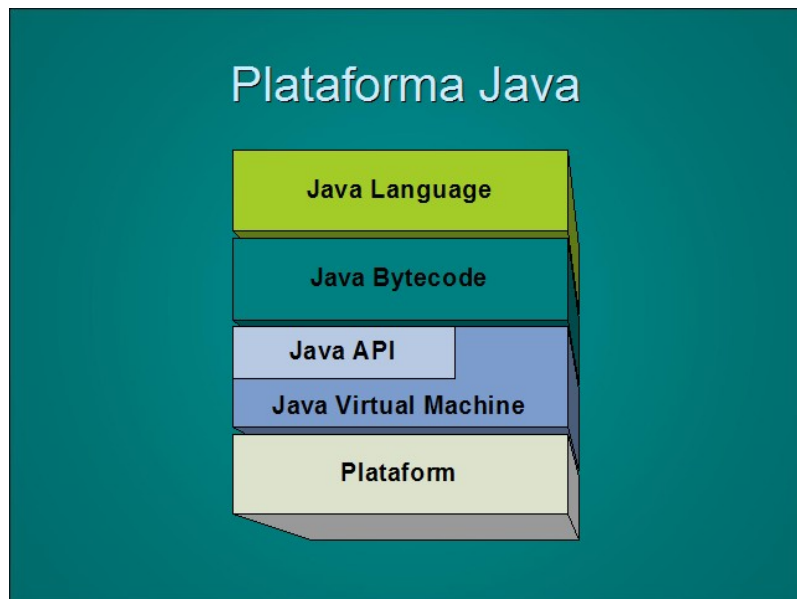 Plataforma Java
Java Language
Java Bytecode
Java API
Java Virtual Machine
Plataform